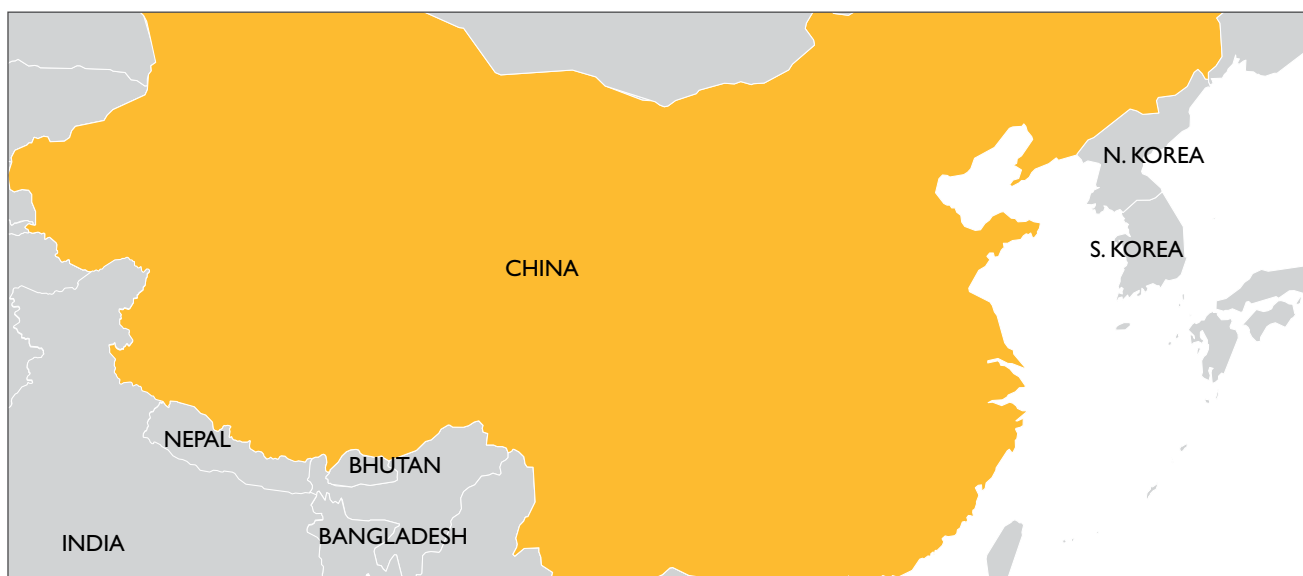 N. KOREA
S. KOREA
CHINA
NEPAL
BHUTAN
BANGLADESH
INDIA